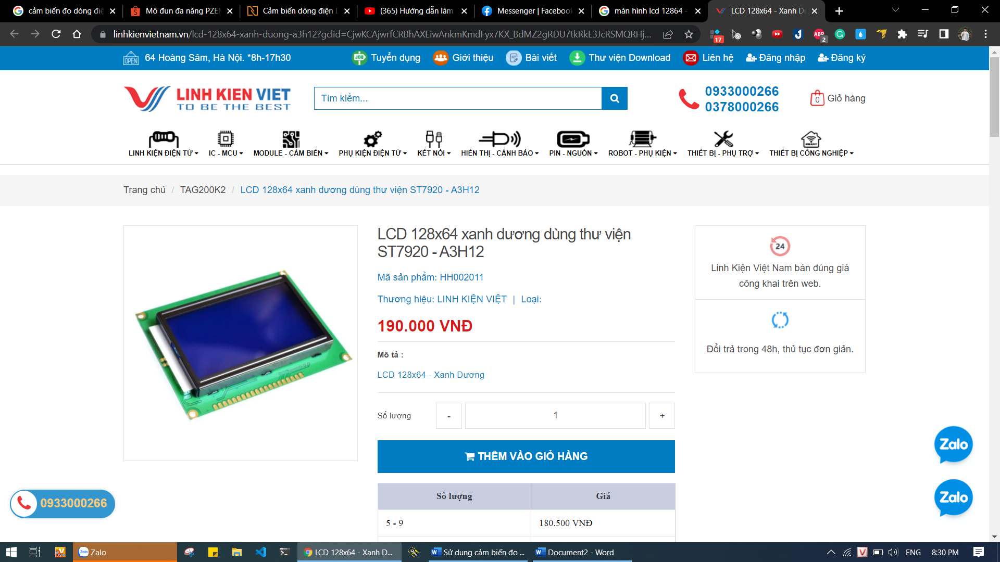 cảm biến đo dòng điệ
Mô đun đa năng PZEM
Cảm biến dòng điện D
(365) Hướng dẫn làm
Messenger | Facebook
màn hình lcd 12864 -
LCD 128x64 - Xanh Dư
linhkienvietnam.vn/lcd-128x64-xanh-duong-a3h12?gclid=CjwKCAjwrfCRBhAXEiwAnkmKmdFyx7KX_BdMZ2gRDU7tkRkE3JcRSMQRHj...
17
ABP
2
OPEN
64 Hoàng Sâm, Hà Nội. *8h-17h30
JOB
Tuyển dụng
Giới thiệu
Bài viết
Thư viện Download
Liên hệ
Đăng nhập
Đăng ký
LINH KIEN VIET
TO BE THE BEST
Tìm kiếm...
0933000266
0378000266
0
Giỏ hàng
LINH KIỆN ĐIỆN TỬ
IC - MCU
MODULE - CẢM BIẾN
PHỤ KIỆN ĐIỆN TỬ
KẾT NỐI
HIỂN THỊ - CẢNH BÁO
PIN - NGUỒN
ROBOT - PHỤ KIỆN
THIẾT BỊ - PHỤ TRỢ
SMART
THIẾT BỊ CÔNG NGHIỆP
Trang chủ / TAG200K2 / LCD 128x64 xanh dương dùng thư viện ST7920 - A3H12
LCD 128x64 xanh dương dùng thư viện
ST7920 - A3H12
Mã sản phẩm: HH002011
Thương hiệu: LINH KIỆN VIỆT | Loại:
190.000 VNĐ
Mô tả :
LCD 128x64 - Xanh Dương
Số lượng
-
1
+
THÊM VÀO GIỎ HÀNG
Số lượng
Giá
5 - 9
180.500 VNĐ
24
Linh Kiện Việt Nam bán đúng giá
công khai trên web.
Đổi trả trong 48h, thủ tục đơn giản.
Zalo
Zalo
0933000266
Zalo
Zalo
LCD 128x64 - Xanh D...
Sử dụng cảm biến đo ...
Document2 - Word
ENG
8:30 PM